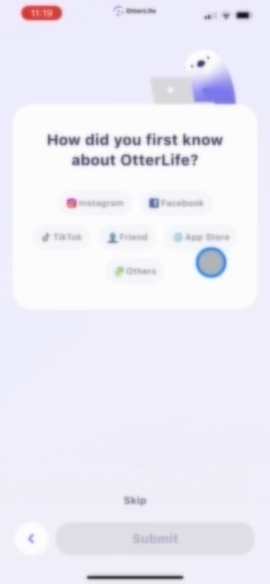 11:19
OtterLife
How did you first know
about OtterLife?
Instagram
Facebook
TikTok
Friend
App Store
Others
Skip
Submit